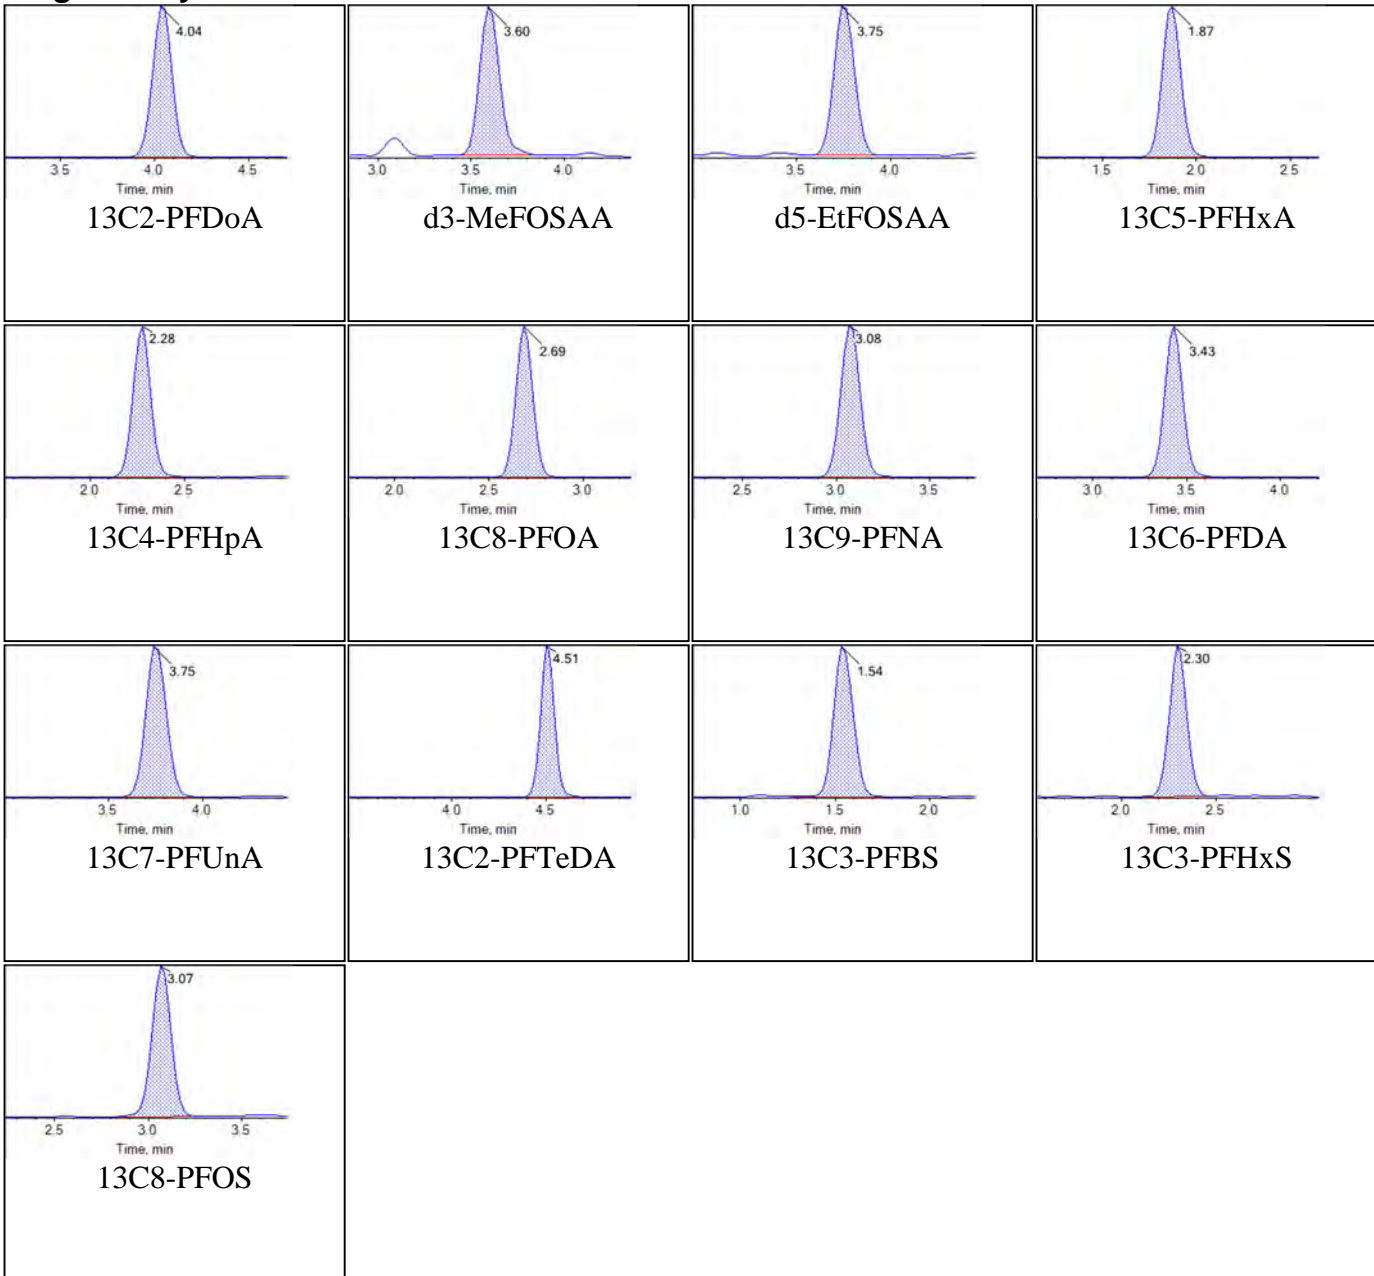 4.04
3.5 4.0 4.5
Time, min
13C2-PFDoA
3.60
3.0 3.5 4.0
Time, min
d3-MeFOSAA
3.75
3.5 4.0
Time, min
d5-EtFOSAA
1.87
1.5 2.0 2.5
Time, min
13C5-PFHxA
2.28
2.0 2.5
Time, min
13C4-PFHpA
2.69
2.0 2.5 3.0
Time, min
13C8-PFOA
3.08
2.5 3.0 3.5
Time, min
13C9-PFNA
3.43
3.0 3.5 4.0
Time, min
13C6-PFDA
3.75
3.5 4.0
Time, min
13C7-PFUnA
4.51
4.0 4.5
Time, min
13C2-PFTeDA
1.54
1.0 1.5 2.0
Time, min
13C3-PFBS
2.30
2.0 2.5
Time, min
13C3-PFHxS
3.07
2.5 3.0 3.5
Time, min
13C8-PFOS